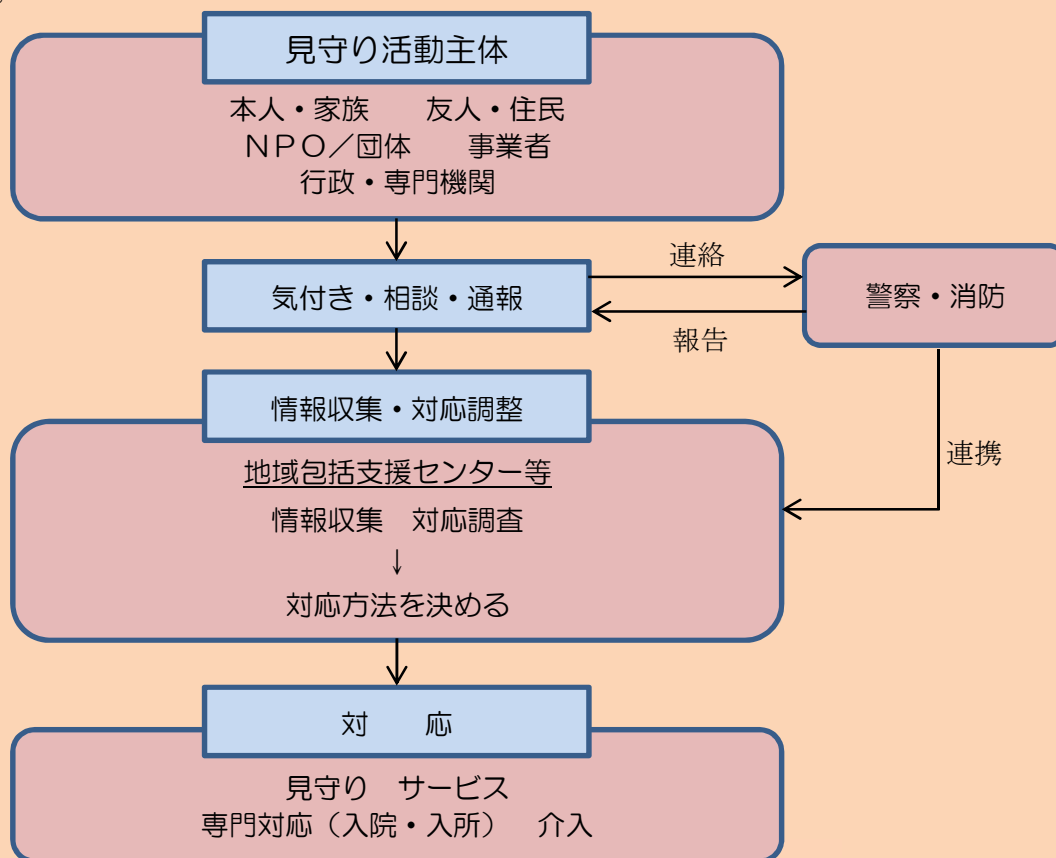 見守り活動主体
本人・家族　　友人・住民
ＮＰＯ／団体　　事業者
行政・専門機関
気付き・相談・通報
連絡
報告
警察・消防
連携
情報収集・対応調整
地域包括支援センター等
情報収集　対応調査
↓
対応方法を決める
対　　応
見守り　サービス
専門対応（入院・入所）　介入